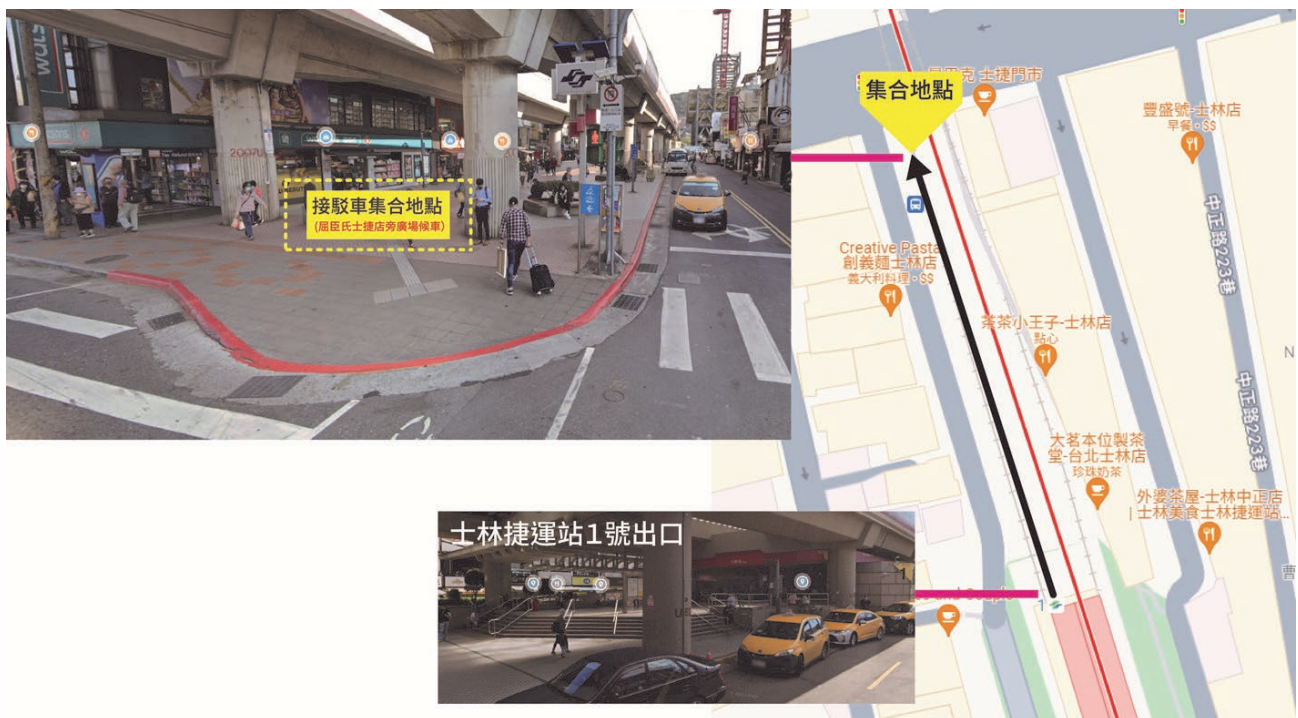 watsons
接駁車集合地點
(屈臣氏士捷店旁廣場候車)
士林捷運站1號出口
集合地點
士捷門市
豐盛號-士林店
早餐·$$
中正路223巷
Creative Pasta
創義麵士林店
義大利料理·$$
茶茶小王子-士林店
點心
中正路223巷
大茗本位製茶
堂-台北士林店
珍珠奶茶
外婆茶屋-士林中正店
| 士林美食士林捷運站...
1